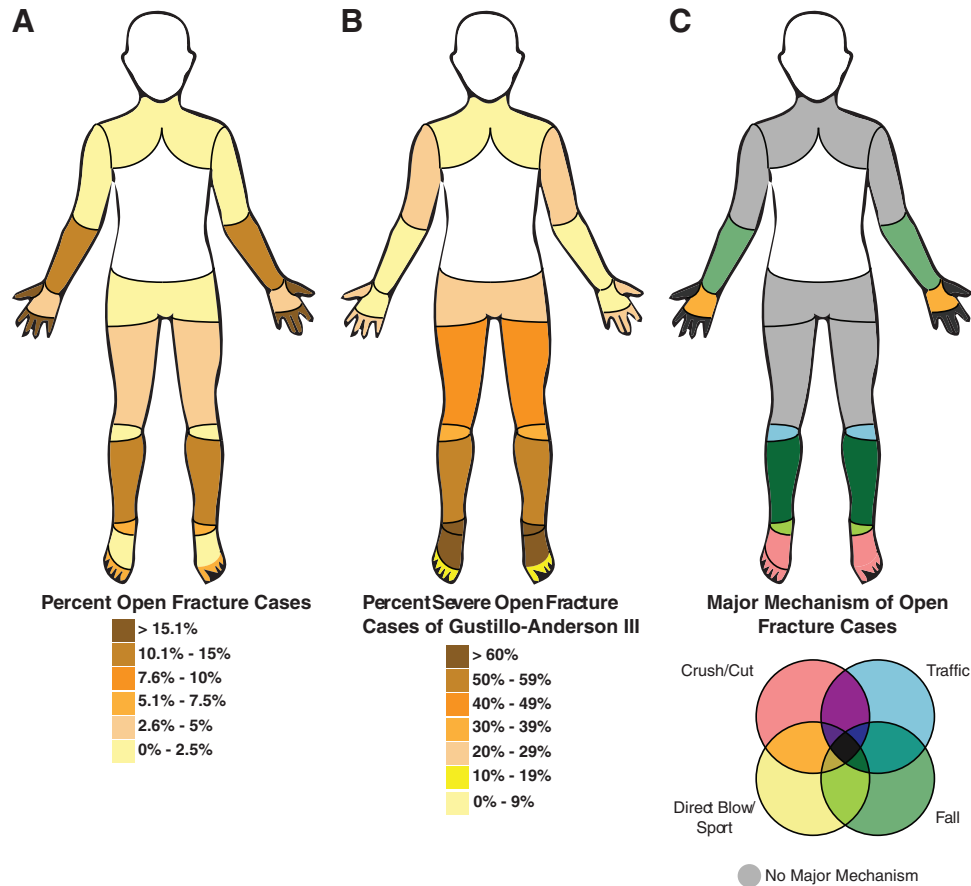 A
B
C
Percent Open Fracture Cases
> 15.1%
10.1% - 15%
7.6% - 10%
5.1% - 7.5%
2.6% - 5%
0% - 2.5%
Percent Severe Open Fracture
Cases of Gustillo-Anderson III
> 60%
50% - 59%
40% - 49%
30% - 39%
20% - 29%
10% - 19%
0% - 9%
Major Mechanism of Open
Fracture Cases
Crush/Cut
Traffic
Direct Blow/
Sport
Fall
No Major Mechanism